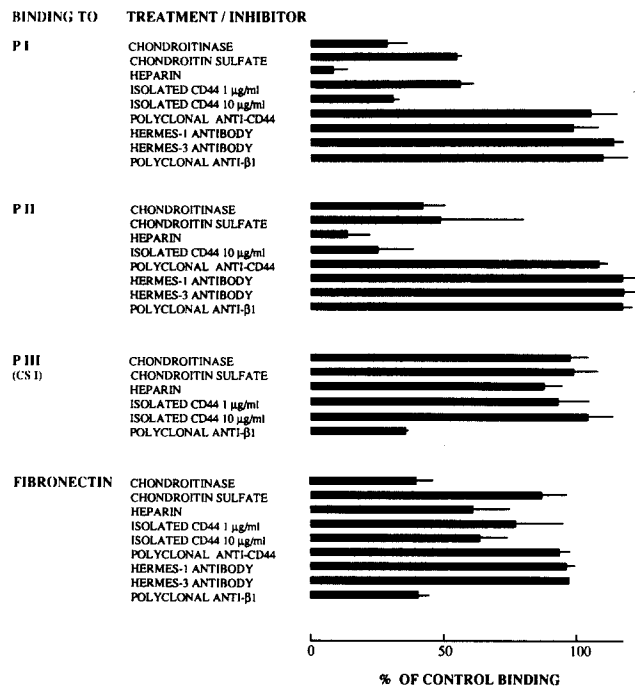 BINDING TO TREATMENT / INHIBITOR
P I CHONDROITINASE
CHONDROITIN SULFATE
HEPARIN
ISOLATED CD44 1 µg/ml
ISOLATED CD44 10 µg/ml
POLYCLONAL ANTI-CD44
HERMES-1 ANTIBODY
HERMES-3 ANTIBODY
POLYCLONAL ANTI-β1
P II CHONDROITINASE
CHONDROITIN SULFATE
HEPARIN
ISOLATED CD44 10 µg/ml
POLYCLONAL ANTI-CD44
HERMES-1 ANTIBODY
HERMES-3 ANTIBODY
POLYCLONAL ANTI-β1
P III CHONDROITINASE
(CS I) CHONDROITIN SULFATE
HEPARIN
ISOLATED CD44 1 µg/ml
ISOLATED CD44 10 µg/ml
POLYCLONAL ANTI-β1
FIBRONECTIN CHONDROITINASE
CHONDROITIN SULFATE
HEPARIN
ISOLATED CD44 1 µg/ml
ISOLATED CD44 10 µg/ml
POLYCLONAL ANTI-CD44
HERMES-1 ANTIBODY
HERMES-3 ANTIBODY
POLYCLONAL ANTI-β1
0 50 100
% OF CONTROL BINDING